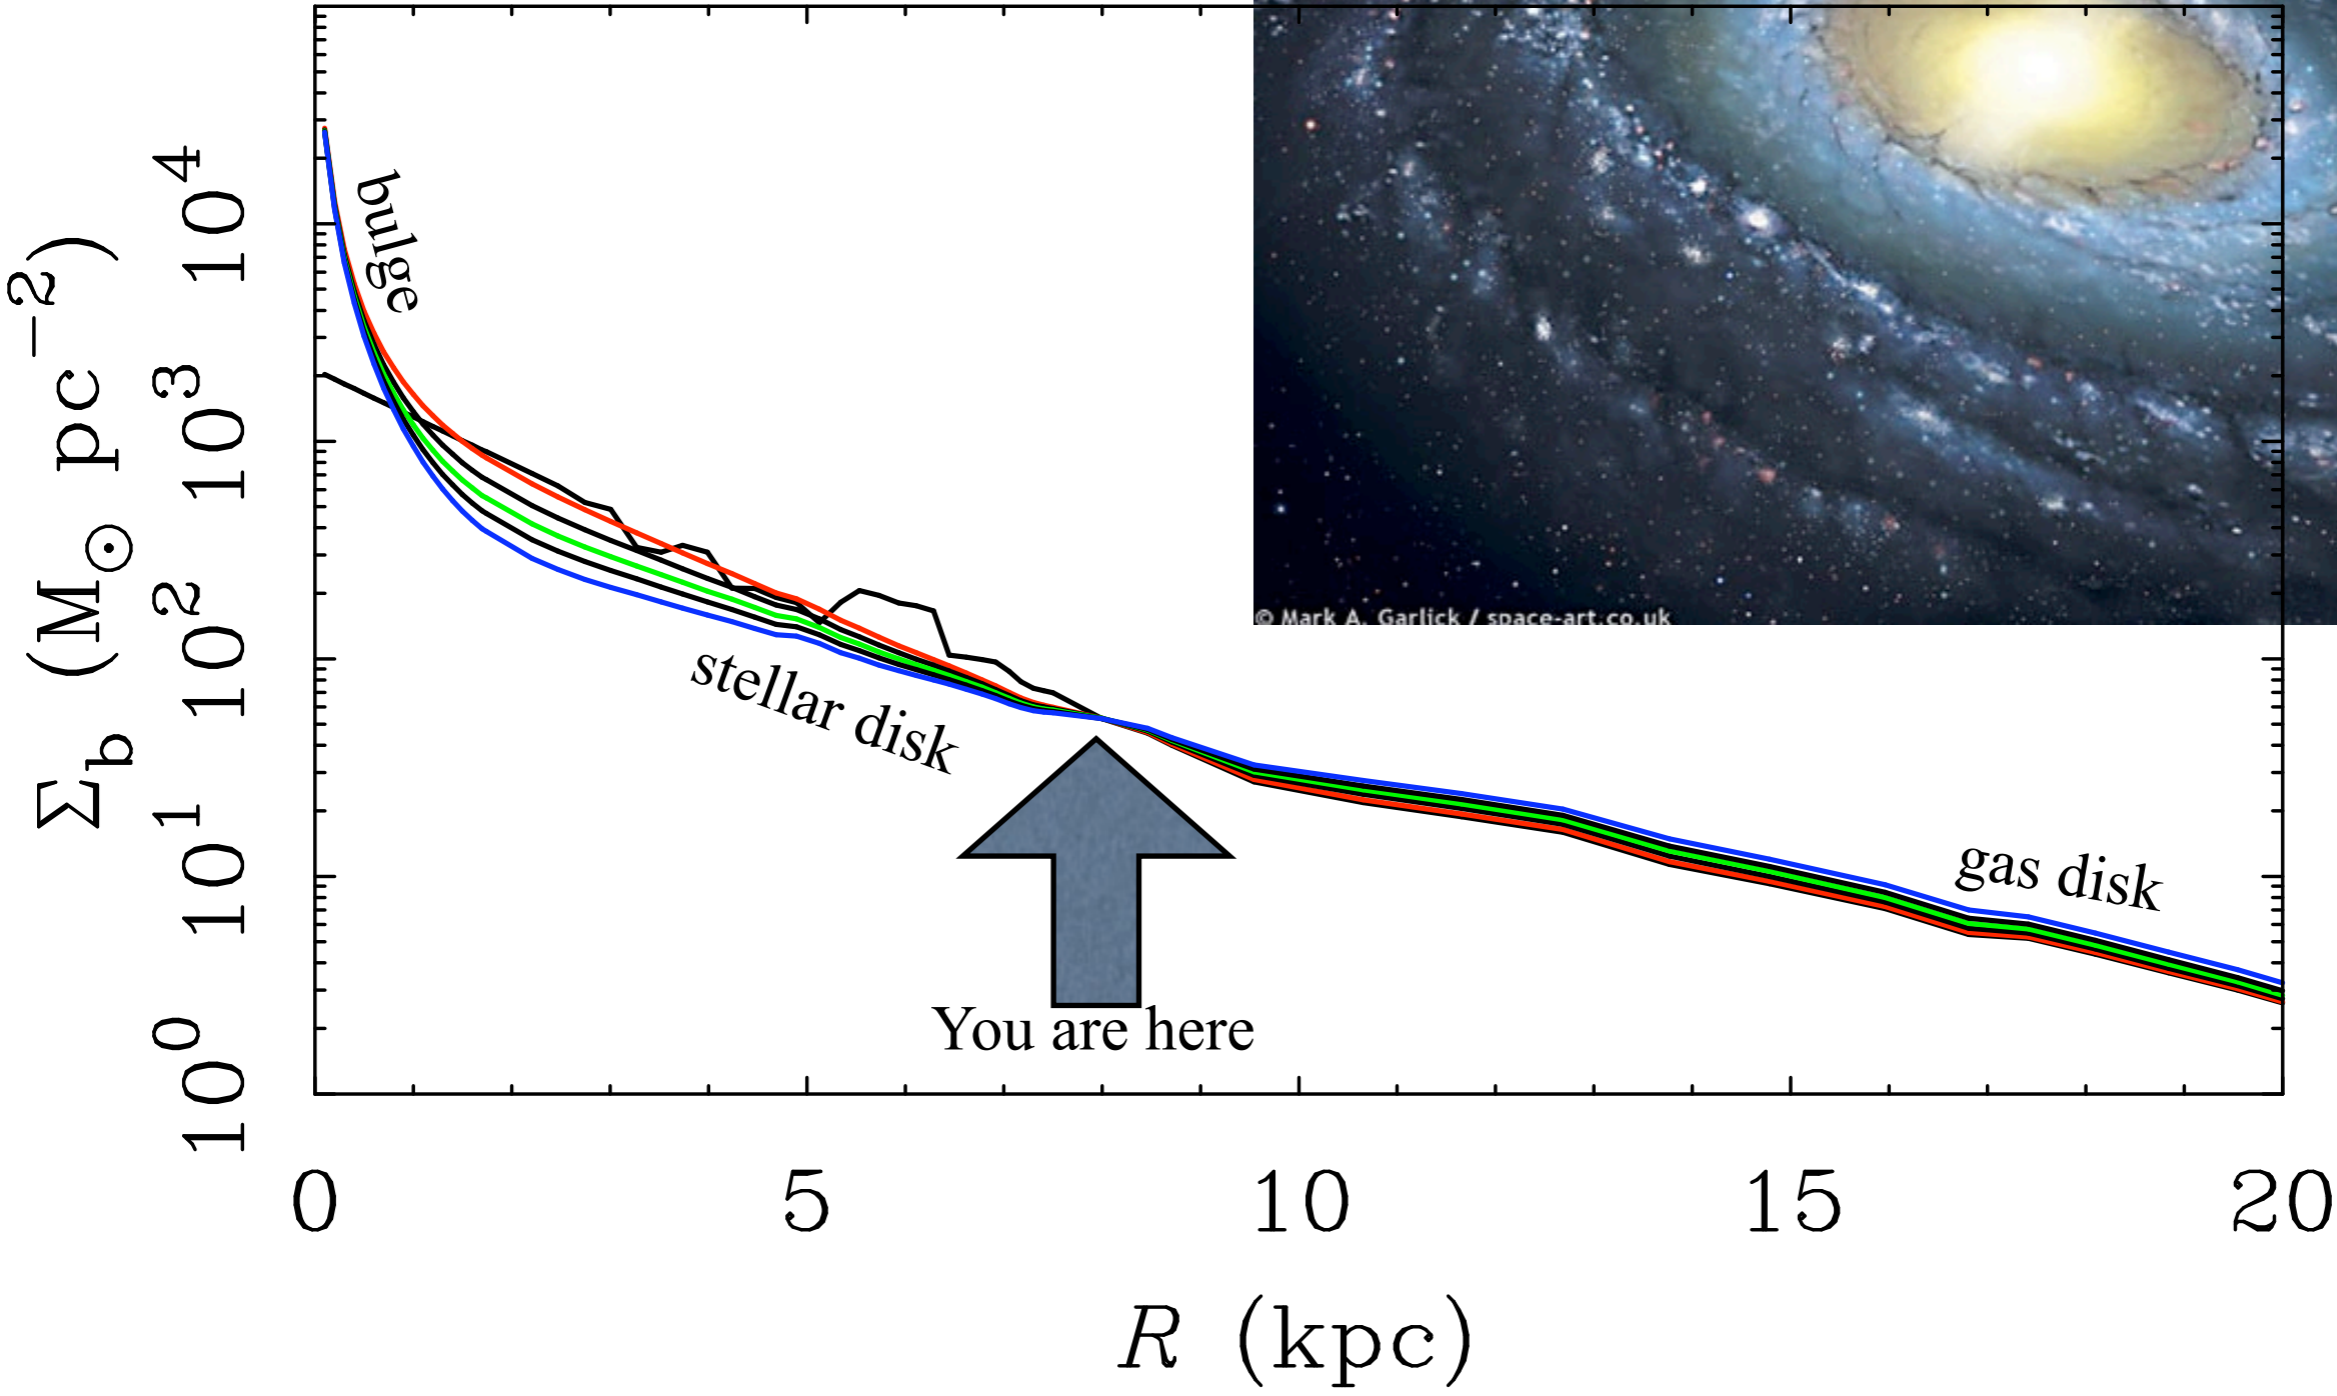 Σb (M⊙ pc−2)
10^4
10^3
10^2
10^1
10^0
bulge
stellar disk
gas disk
You are here
© Mark A. Garlick / space-art.co.uk
0 5 10 15 20
R (kpc)